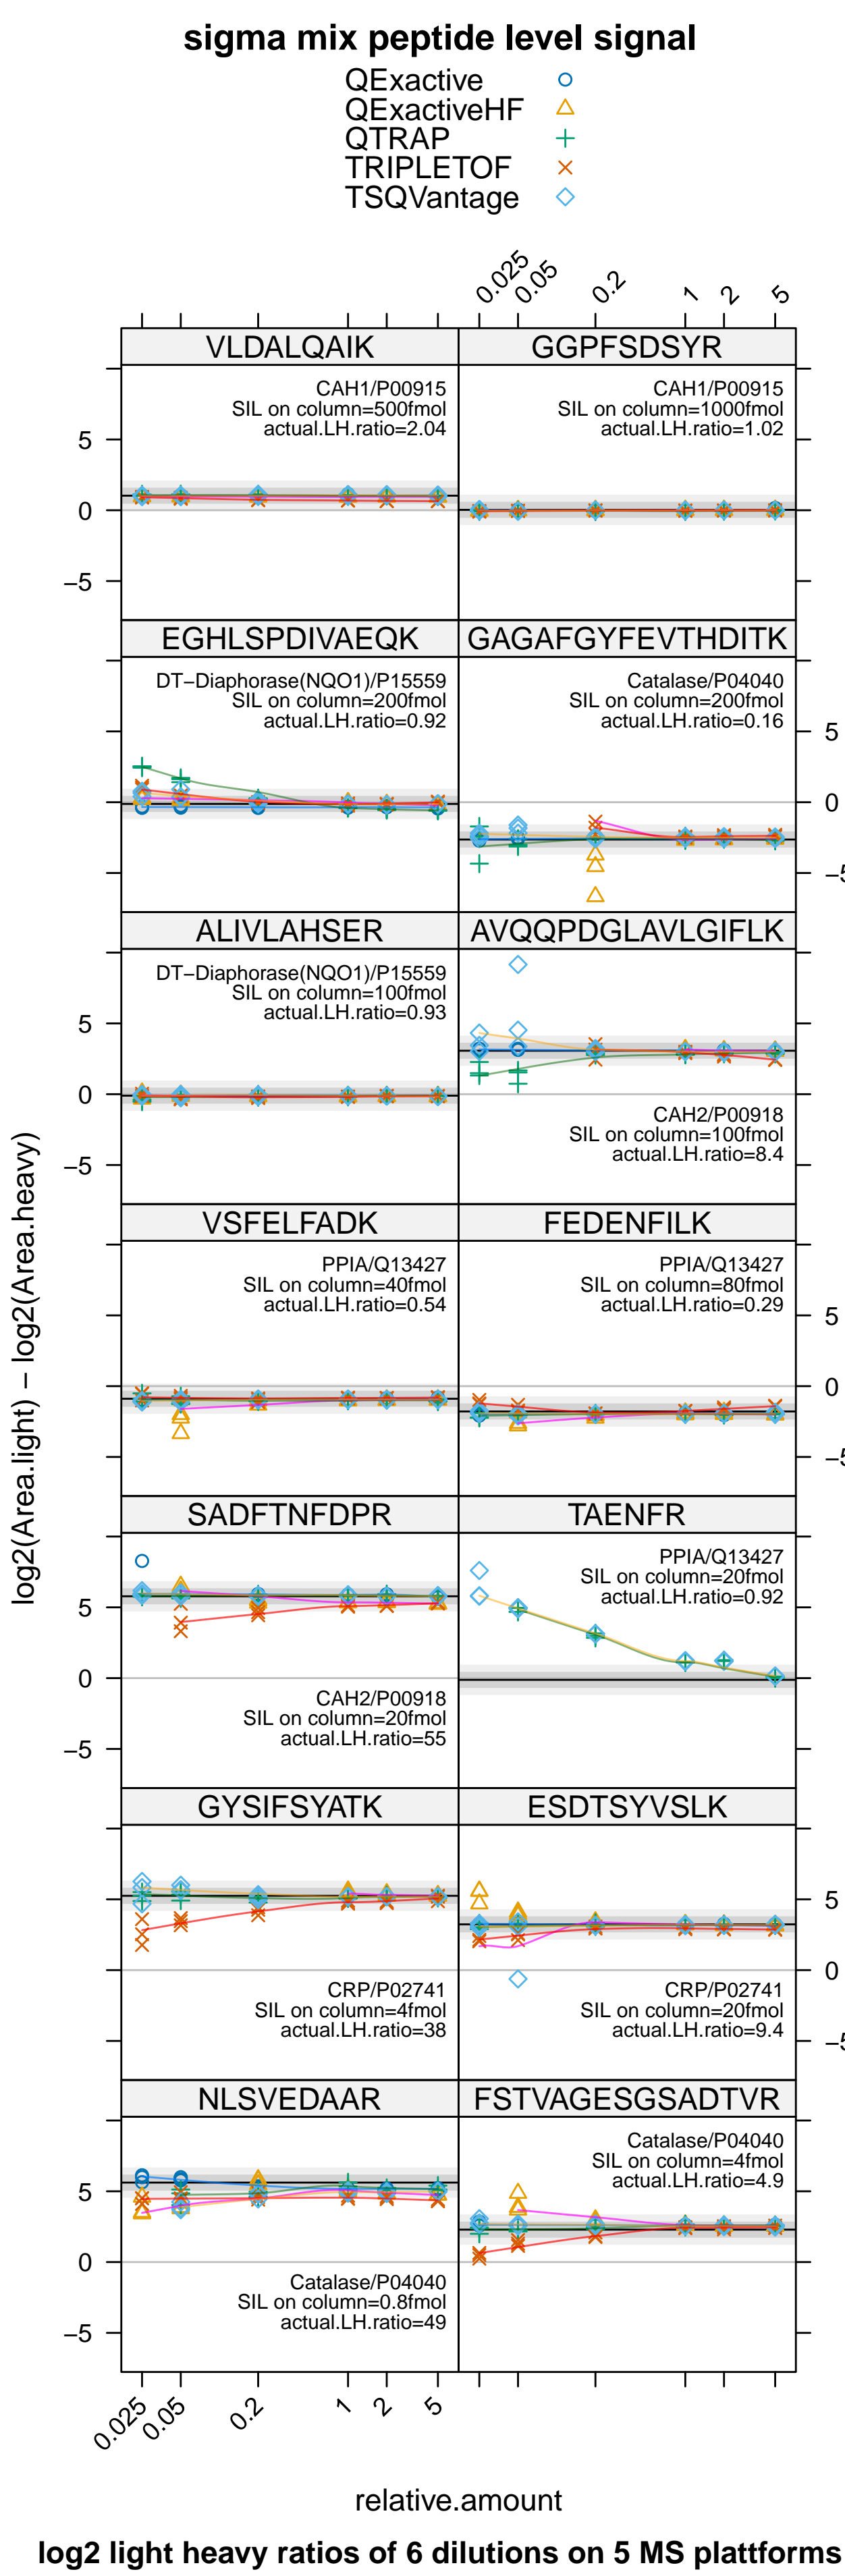 sigma mix peptide level signal
QExactive
QExactiveHF
QTRAP
TRIPLETOF
TSQVantage
0.025 0.05 0.2 1 2 5
VLDALQAIK GGPFSDSYR
CAH1/P00915
SIL on column=500fmol
actual.LH.ratio=2.04
CAH1/P00915
SIL on column=1000fmol
actual.LH.ratio=1.02
5
0
−5
EGHLSPDIVAEQK GAGAFGYFEVTHDITK
DT−Diaphorase(NQO1)/P15559
SIL on column=200fmol
actual.LH.ratio=0.92
Catalase/P04040
SIL on column=200fmol
actual.LH.ratio=0.16
5
0
−5
ALIVLAHSER AVQQPDGLAVLGIFLK
DT−Diaphorase(NQO1)/P15559
SIL on column=100fmol
actual.LH.ratio=0.93
5
0
−5
CAH2/P00918
SIL on column=100fmol
actual.LH.ratio=8.4
VSFELFADK FEDENFILK
PPIA/Q13427
SIL on column=40fmol
actual.LH.ratio=0.54
PPIA/Q13427
SIL on column=80fmol
actual.LH.ratio=0.29
5
0
−5
log2(Area.light) − log2(Area.heavy)
SADFTNFDPR TAENFR
PPIA/Q13427
SIL on column=20fmol
actual.LH.ratio=0.92
5
0
−5
CAH2/P00918
SIL on column=20fmol
actual.LH.ratio=55
GYSIFSYATK ESDTSYVSLK
5
0
−5
CRP/P02741
SIL on column=4fmol
actual.LH.ratio=38
CRP/P02741
SIL on column=20fmol
actual.LH.ratio=9.4
NLSVEDAAR FSTVAGESGSADTVR
Catalase/P04040
SIL on column=4fmol
actual.LH.ratio=4.9
5
0
−5
Catalase/P04040
SIL on column=0.8fmol
actual.LH.ratio=49
0.025 0.05 0.2 1 2 5
relative.amount
log2 light heavy ratios of 6 dilutions on 5 MS plattforms